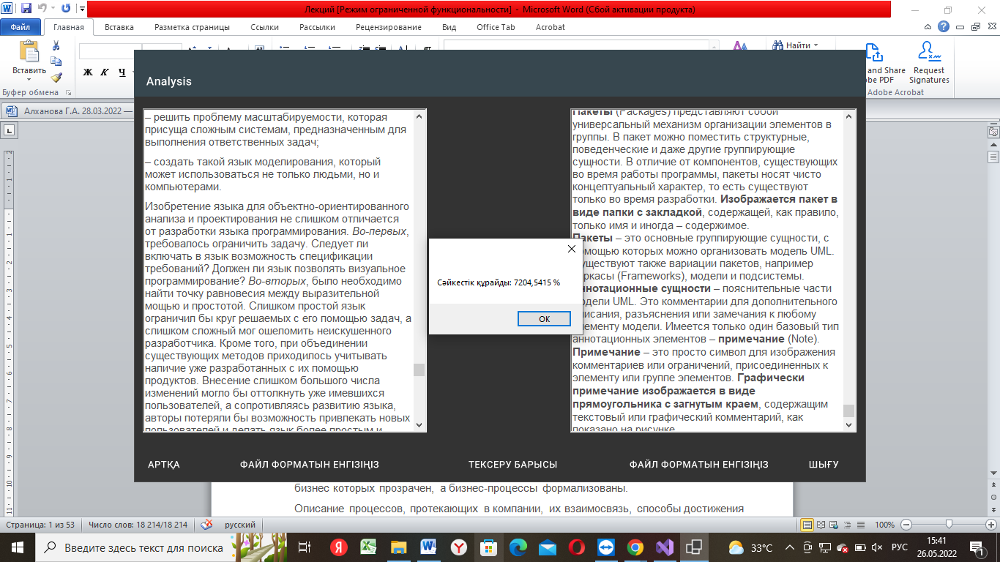 Лекций [Режим ограниченной функциональности] - Microsoft Word (Сбой активации продукта)
Файл Главная Вставка Разметка страницы Ссылки Рассылки Рецензирование Вид Office Tab Acrobat
Вставить
Ж К Ч
Буфер обмена
Найти
and Share
Request
PDF Signatures
Adobe Acrobat
Алханова Г.А. 28.03.2022 —
Analysis
– решить проблему масштабируемости, которая
присуща сложным системам, предназначенным для
выполнения ответственных задач;
– создать такой язык моделирования, который
может использоваться не только людьми, но и
компьютерами.
Изобретение языка для объектно-ориентированного
анализа и проектирования не слишком отличается
от разработки языка программирования. Во-первых,
требовалось ограничить задачу. Следует ли
включать в язык возможность спецификации
требований? Должен ли язык позволять визуальное
программирование? Во-вторых, было необходимо
найти точку равновесия между выразительной
мощью и простотой. Слишком простой язык
ограничил бы круг решаемых с его помощью задач, а
слишком сложный мог ошеломить неискушенного
разработчика. Кроме того, при объединении
существующих методов приходилось учитывать
наличие уже разработанных с их помощью
продуктов. Внесение слишком большого числа
изменений могло бы оттолкнуть уже имевшихся
пользователей, а сопротивляясь развитию языка,
авторы потеряли бы возможность привлекать новых
пользователей и делать язык более простым и
Пакеты (Packages) представляют собой
универсальный механизм организации элементов в
группы. В пакет можно поместить структурные,
поведенческие и даже другие группирующие
сущности. В отличие от компонентов, существующих
во время работы программы, пакеты носят чисто
концептуальный характер, то есть существуют
только во время разработки. Изображается пакет в
виде папки с закладкой, содержащей, как правило,
только имя и иногда – содержимое.
Пакеты – это основные группирующие сущности, с
помощью которых можно организовать модель UML.
Существуют также вариации пакетов, например
каркасы (Frameworks), модели и подсистемы.
Аннотационные сущности – пояснительные части
модели UML. Это комментарии для дополнительного
описания, разъяснения или замечания к любому
элементу модели. Имеется только один базовый тип
аннотационных элементов – примечание (Note).
Примечание – это просто символ для изображения
комментариев или ограничений, присоединенных к
элементу или группе элементов. Графически
примечание изображается в виде
прямоугольника с загнутым краем, содержащим
текстовый или графический комментарий, как
показано на рисунке
Сәйкестік құрайды: 7204,5415 %
OK
АРТҚА ФАЙЛ ФОРМАТЫН ЕНГІЗІҢІЗ ТЕКСЕРУ БАРЫСЫ ФАЙЛ ФОРМАТЫН ЕНГІЗІҢІЗ ШЫҒУ
бизнес которых прозрачен, а бизнес-процессы формализованы.
Описание процессов, протекающих в компании, их взаимосвязь, способы достижения
Страница: 1 из 53 Число слов: 18 214/18 214 русский 100%
Введите здесь текст для поиска 33°C РУС 15:41
26.05.2022